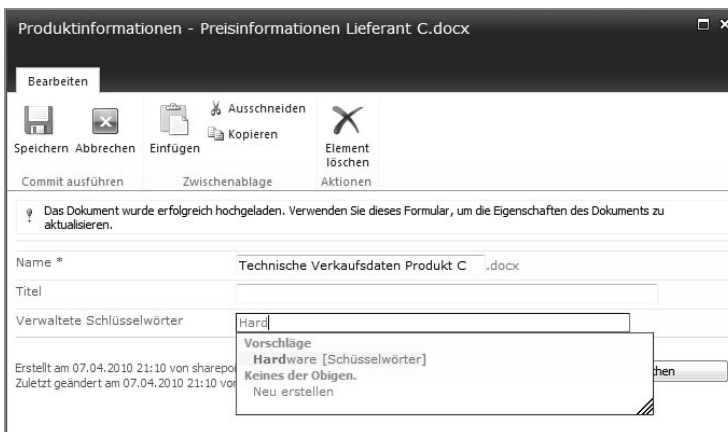 Produktinformationen - Preisinformationen Lieferant C.docx
Bearbeiten
Ausschneiden
Kopieren
Speichern Abbrechen Einfügen Element löschen
Commit ausführen Zwischenablage Aktionen
Das Dokument wurde erfolgreich hochgeladen. Verwenden Sie dieses Formular, um die Eigenschaften des Dokuments zu
aktualisieren.
Name * Technische Verkaufsdaten Produkt C .docx
Titel
Verwaltete Schlüsselwörter Hard
Vorschläge
Hardware [Schüsselwörter]
Keines der Obigen.
Neu erstellen
Erstellt am 07.04.2010 21:10 von sharepoi
Zuletzt geändert am 07.04.2010 21:10 vor